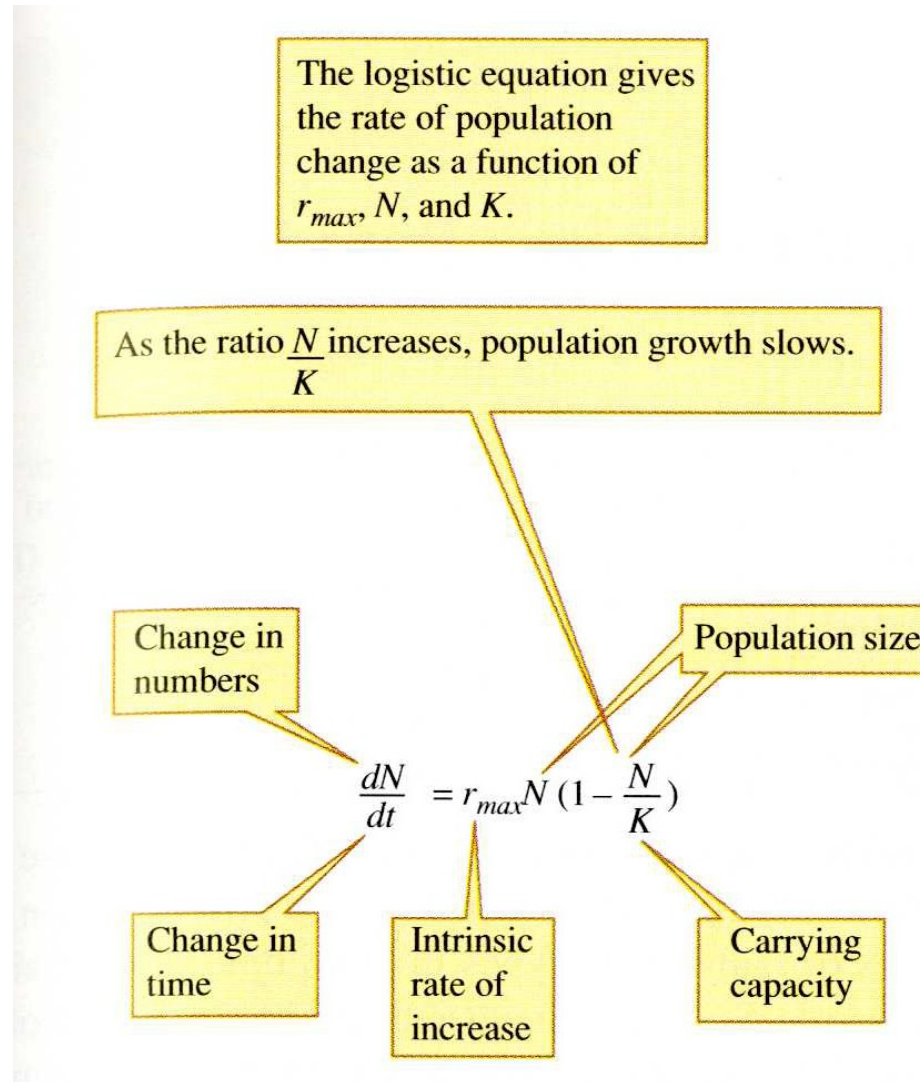 The logistic equation gives
the rate of population
change as a function of
r_max, N, and K.
As the ratio N/K increases, population growth slows.
Change in
numbers
Population size
dN/dt = r_max N (1 – N/K)
Change in
time
Intrinsic
rate of
increase
Carrying
capacity